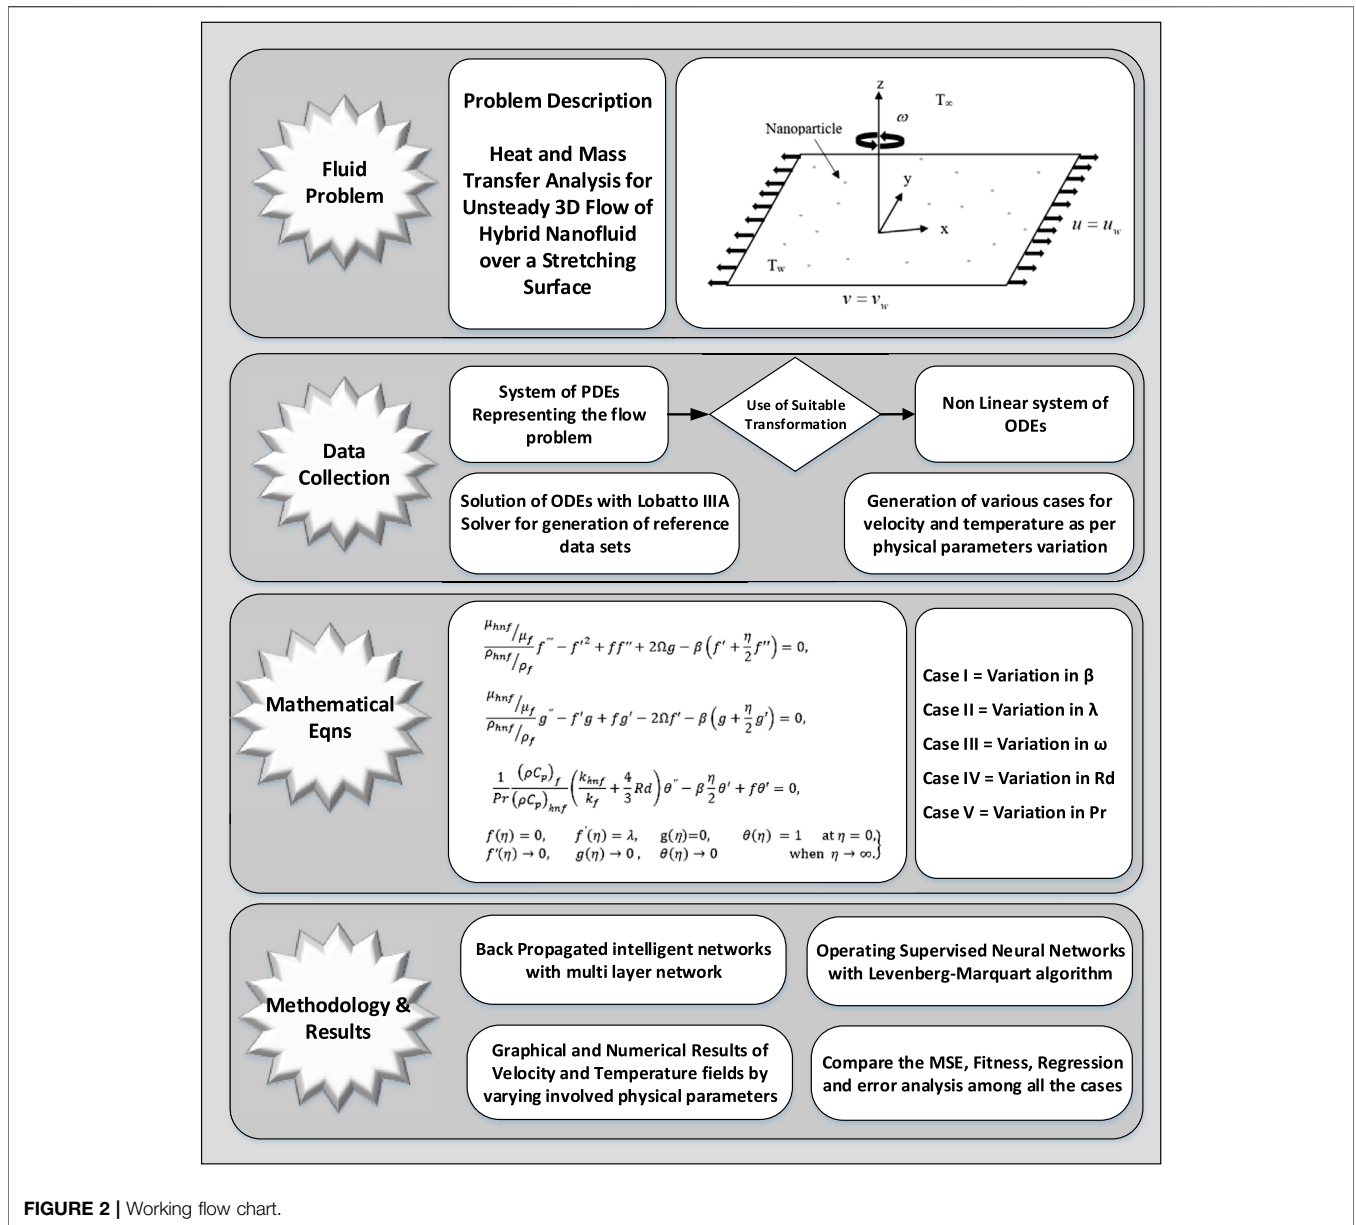 Fluid
Problem
Problem Description
Heat and Mass
Transfer Analysis for
Unsteady 3D Flow of
Hybrid Nanofluid
over a Stretching
Surface
z
T∞
ω
Nanoparticle
y
x
u = u_w
T_w
v = v_w
Data
Collection
System of PDEs
Representing the flow
problem
Use of Suitable
Transformation
Non Linear system of
ODEs
Solution of ODEs with Lobatto IIIA
Solver for generation of reference
data sets
Generation of various cases for
velocity and temperature as per
physical parameters variation
Mathematical
Eqns
(μ_hnf/μ_f)/(ρ_hnf/ρ_f) f‴ − f′² + ff″ + 2Ωg − β(f′ + η/2 f″) = 0,
(μ_hnf/μ_f)/(ρ_hnf/ρ_f) g″ − f′g + fg′ − 2Ωf′ − β(g + η/2 g′) = 0,
1/Pr (ρC_p)_f/(ρC_p)_hnf (k_hnf/k_f + 4/3 Rd) θ″ − β η/2 θ′ + fθ′ = 0,
f(η) = 0, f′(η) = λ, g(η)=0, θ(η) = 1 at η = 0,}
f′(η) → 0, g(η) → 0, θ(η) → 0 when η → ∞.}
Case I = Variation in β
Case II = Variation in λ
Case III = Variation in ω
Case IV = Variation in Rd
Case V = Variation in Pr
Methodology &
Results
Back Propagated intelligent networks
with multi layer network
Operating Supervised Neural Networks
with Levenberg-Marquart algorithm
Graphical and Numerical Results of
Velocity and Temperature fields by
varying involved physical parameters
Compare the MSE, Fitness, Regression
and error analysis among all the cases
FIGURE 2 | Working flow chart.